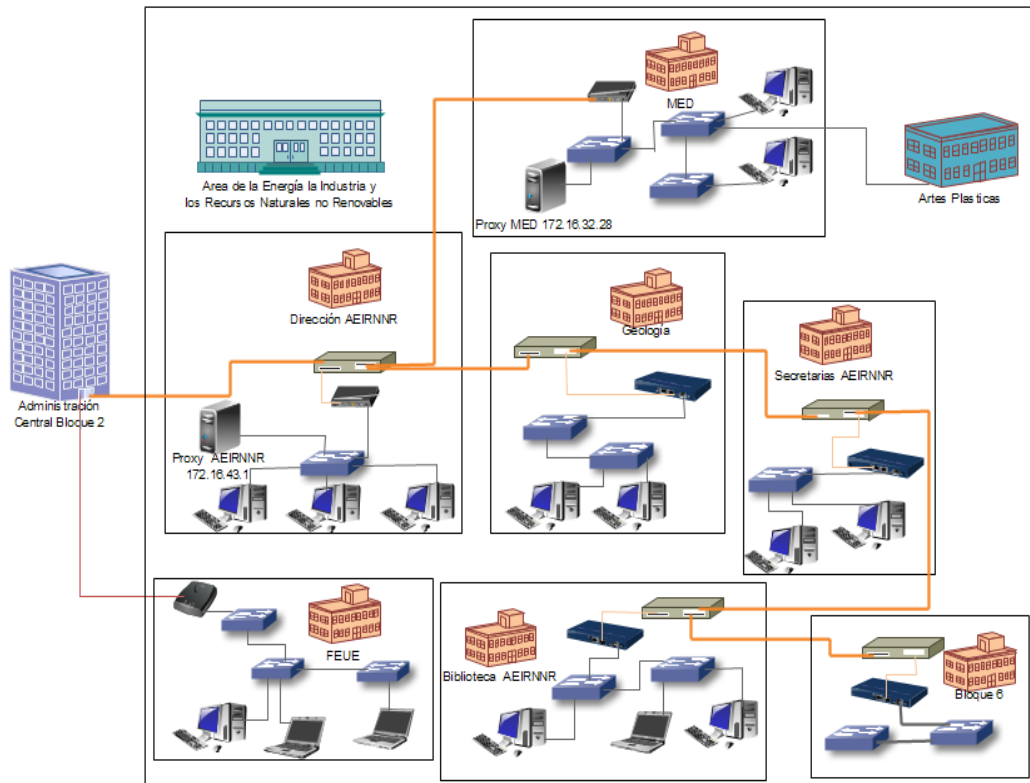 MED
Area de la Energía la Industria y
los Recursos Naturales no Renovables
Artes Plasticas
Proxy MED 172.16.32.28
Dirección AEIRNNR
Geología
Secretarias AEIRNNR
Administración
Central Bloque 2
Proxy AEIRNNR
172.16.43.1
FEUE
Biblioteca AEIRNNR
Bloque 6